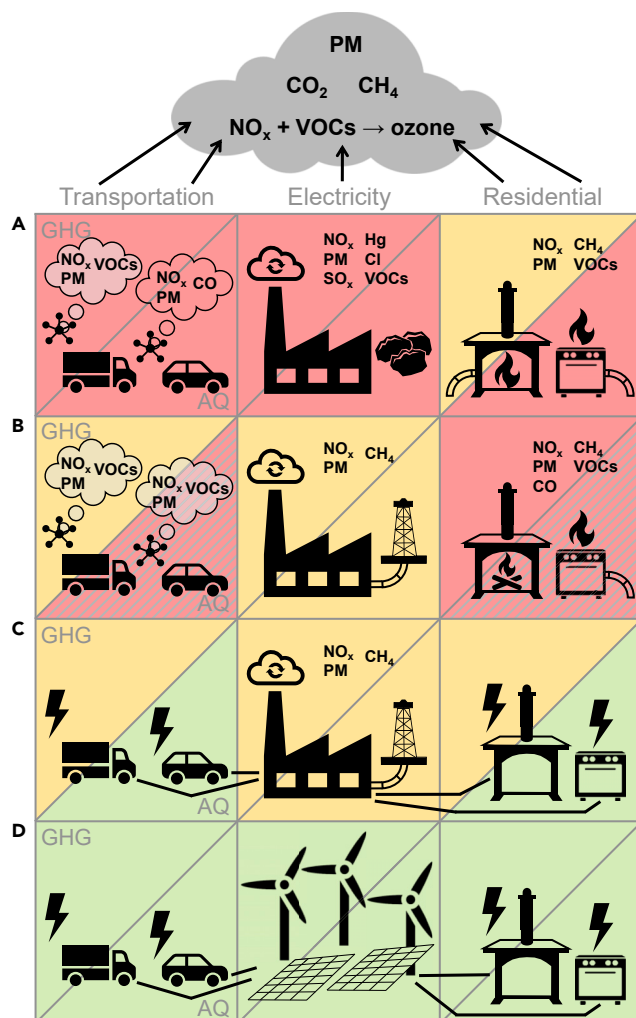 PM
CO₂ CH₄
NOₓ + VOCs → ozone
Transportation Electricity Residential
A
GHG
NOₓ VOCs
PM
NOₓ CO
PM
AQ
NOₓ Hg
PM Cl
SOₓ VOCs
NOₓ CH₄
PM VOCs
B
GHG
NOₓ VOCs
PM
NOₓ VOCs
PM
AQ
NOₓ CH₄
PM
NOₓ CH₄
PM VOCs
CO
C
GHG
AQ
NOₓ CH₄
PM
D
GHG
AQ